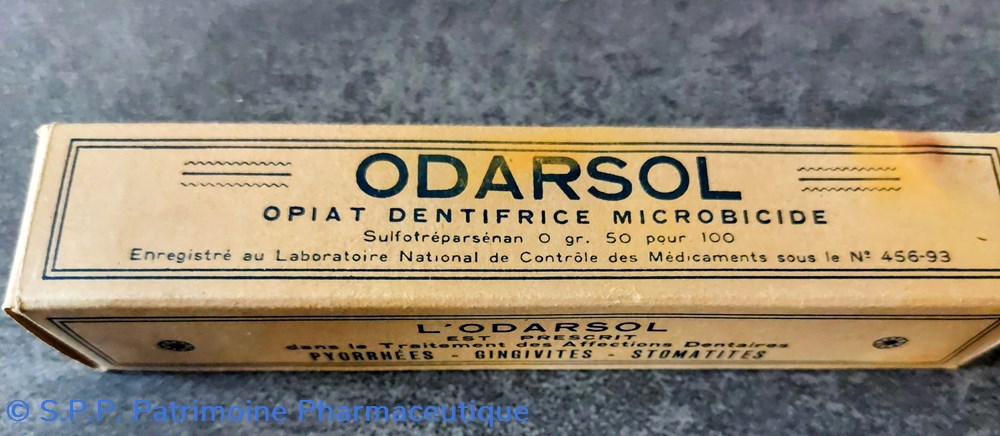 ODARSOL
OPIAT DENTIFRICE MICROBICIDE
Sulfotréparsénan 0 gr. 50 pour 100
Enregistré au Laboratoire National de Contrôle des Médicaments sous le Nº 456-93
L'ODARSOL
EST PRESCRIT
dans le Traitement des Affections Dentaires
PYORRHÉES - GINGIVITES - STOMATITES
© S.P.P. Patrimoine Pharmaceutique